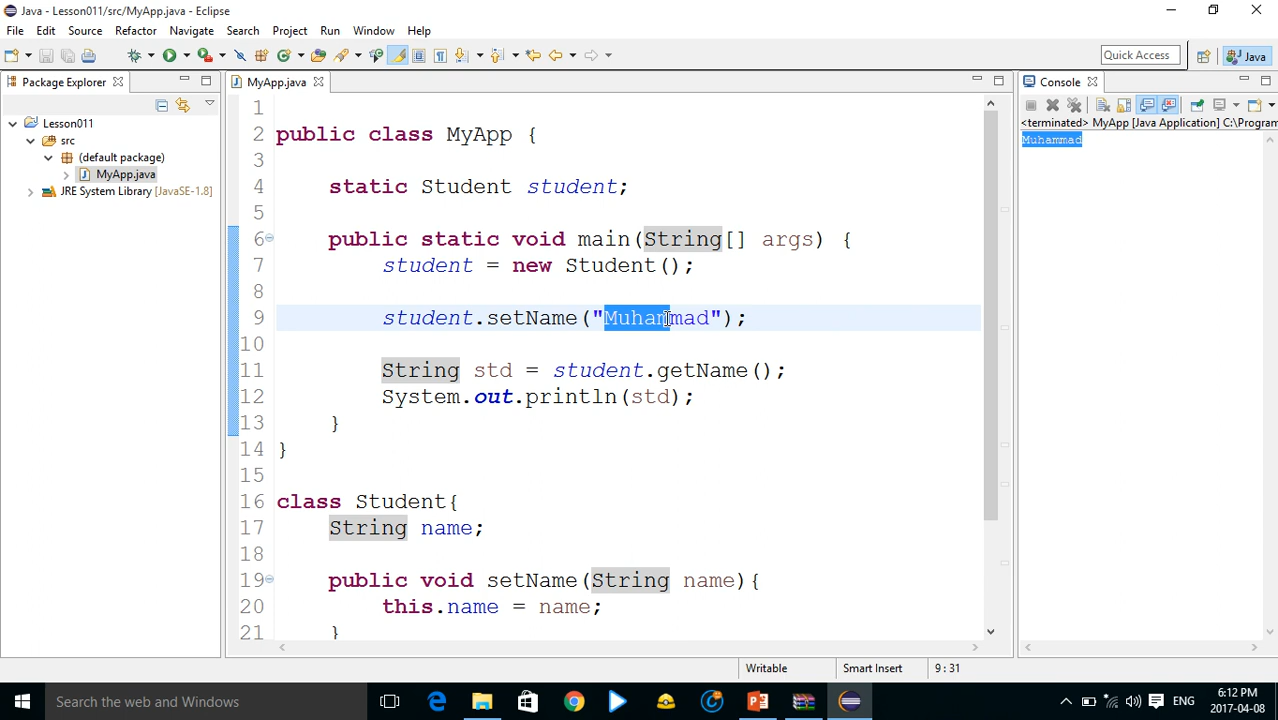 Java - Lesson011/src/MyApp.java - Eclipse
File Edit Source Refactor Navigate Search Project Run Window Help
Quick Access
Java
Package Explorer
MyApp.java
Console
Lesson011
src
(default package)
MyApp.java
JRE System Library [JavaSE-1.8]
1
2 public class MyApp {
3
4 static Student student;
5
6 public static void main(String[] args) {
7 student = new Student();
8
9 student.setName("Muhammad");
10
11 String std = student.getName();
12 System.out.println(std);
13 }
14 }
15
16 class Student{
17 String name;
18
19 public void setName(String name){
20 this.name = name;
21 }
<terminated> MyApp [Java Application] C:\Program
Muhammad
Writable Smart Insert 9 : 31
Search the web and Windows
ENG
6:12 PM
2017-04-08